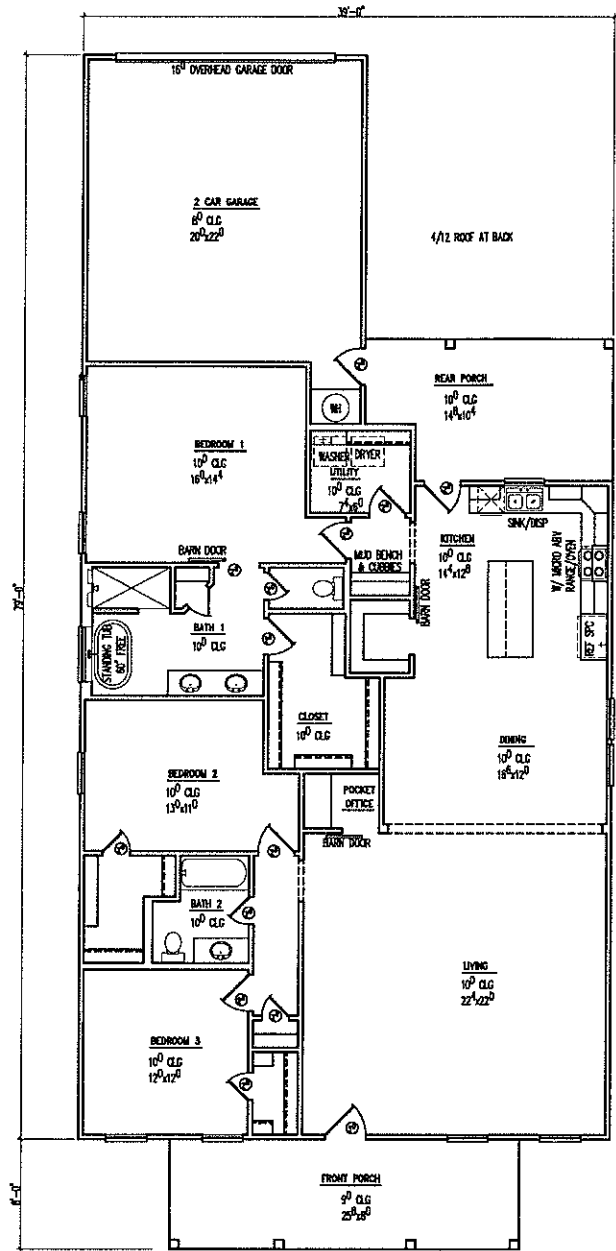 39'-0"
16⁰ OVERHEAD GARAGE DOOR
2 CAR GARAGE
8⁰ CLG
20⁰x22⁰
4/12 ROOF AT BACK
REAR PORCH
10⁰ CLG
14⁸x10⁴
WH
BEDROOM 1
10⁰ CLG
16⁰x14⁴
WASHER
DRYER
UTILITY
10⁰ CLG
7⁴x6⁰
SINK/DISP
KITCHEN
10⁰ CLG
14⁴x12⁸
W/ MICRO ABV
RANGE/OVEN
REF SPC
MUD BENCH
& CUBBIES
BARN DOOR
BARN DOOR
79'-0"
BATH 1
10⁰ CLG
STANDING TUB
60" FREE
CLOSET
10⁰ CLG
DINING
10⁰ CLG
18⁶x12⁰
BEDROOM 2
10⁰ CLG
13⁰x11⁰
POCKET
OFFICE
BARN DOOR
BATH 2
10⁰ CLG
LIVING
10⁰ CLG
22⁴x22⁰
BEDROOM 3
10⁰ CLG
12⁰x12⁰
FRONT PORCH
9⁰ CLG
25⁸x8⁰
8'-0"